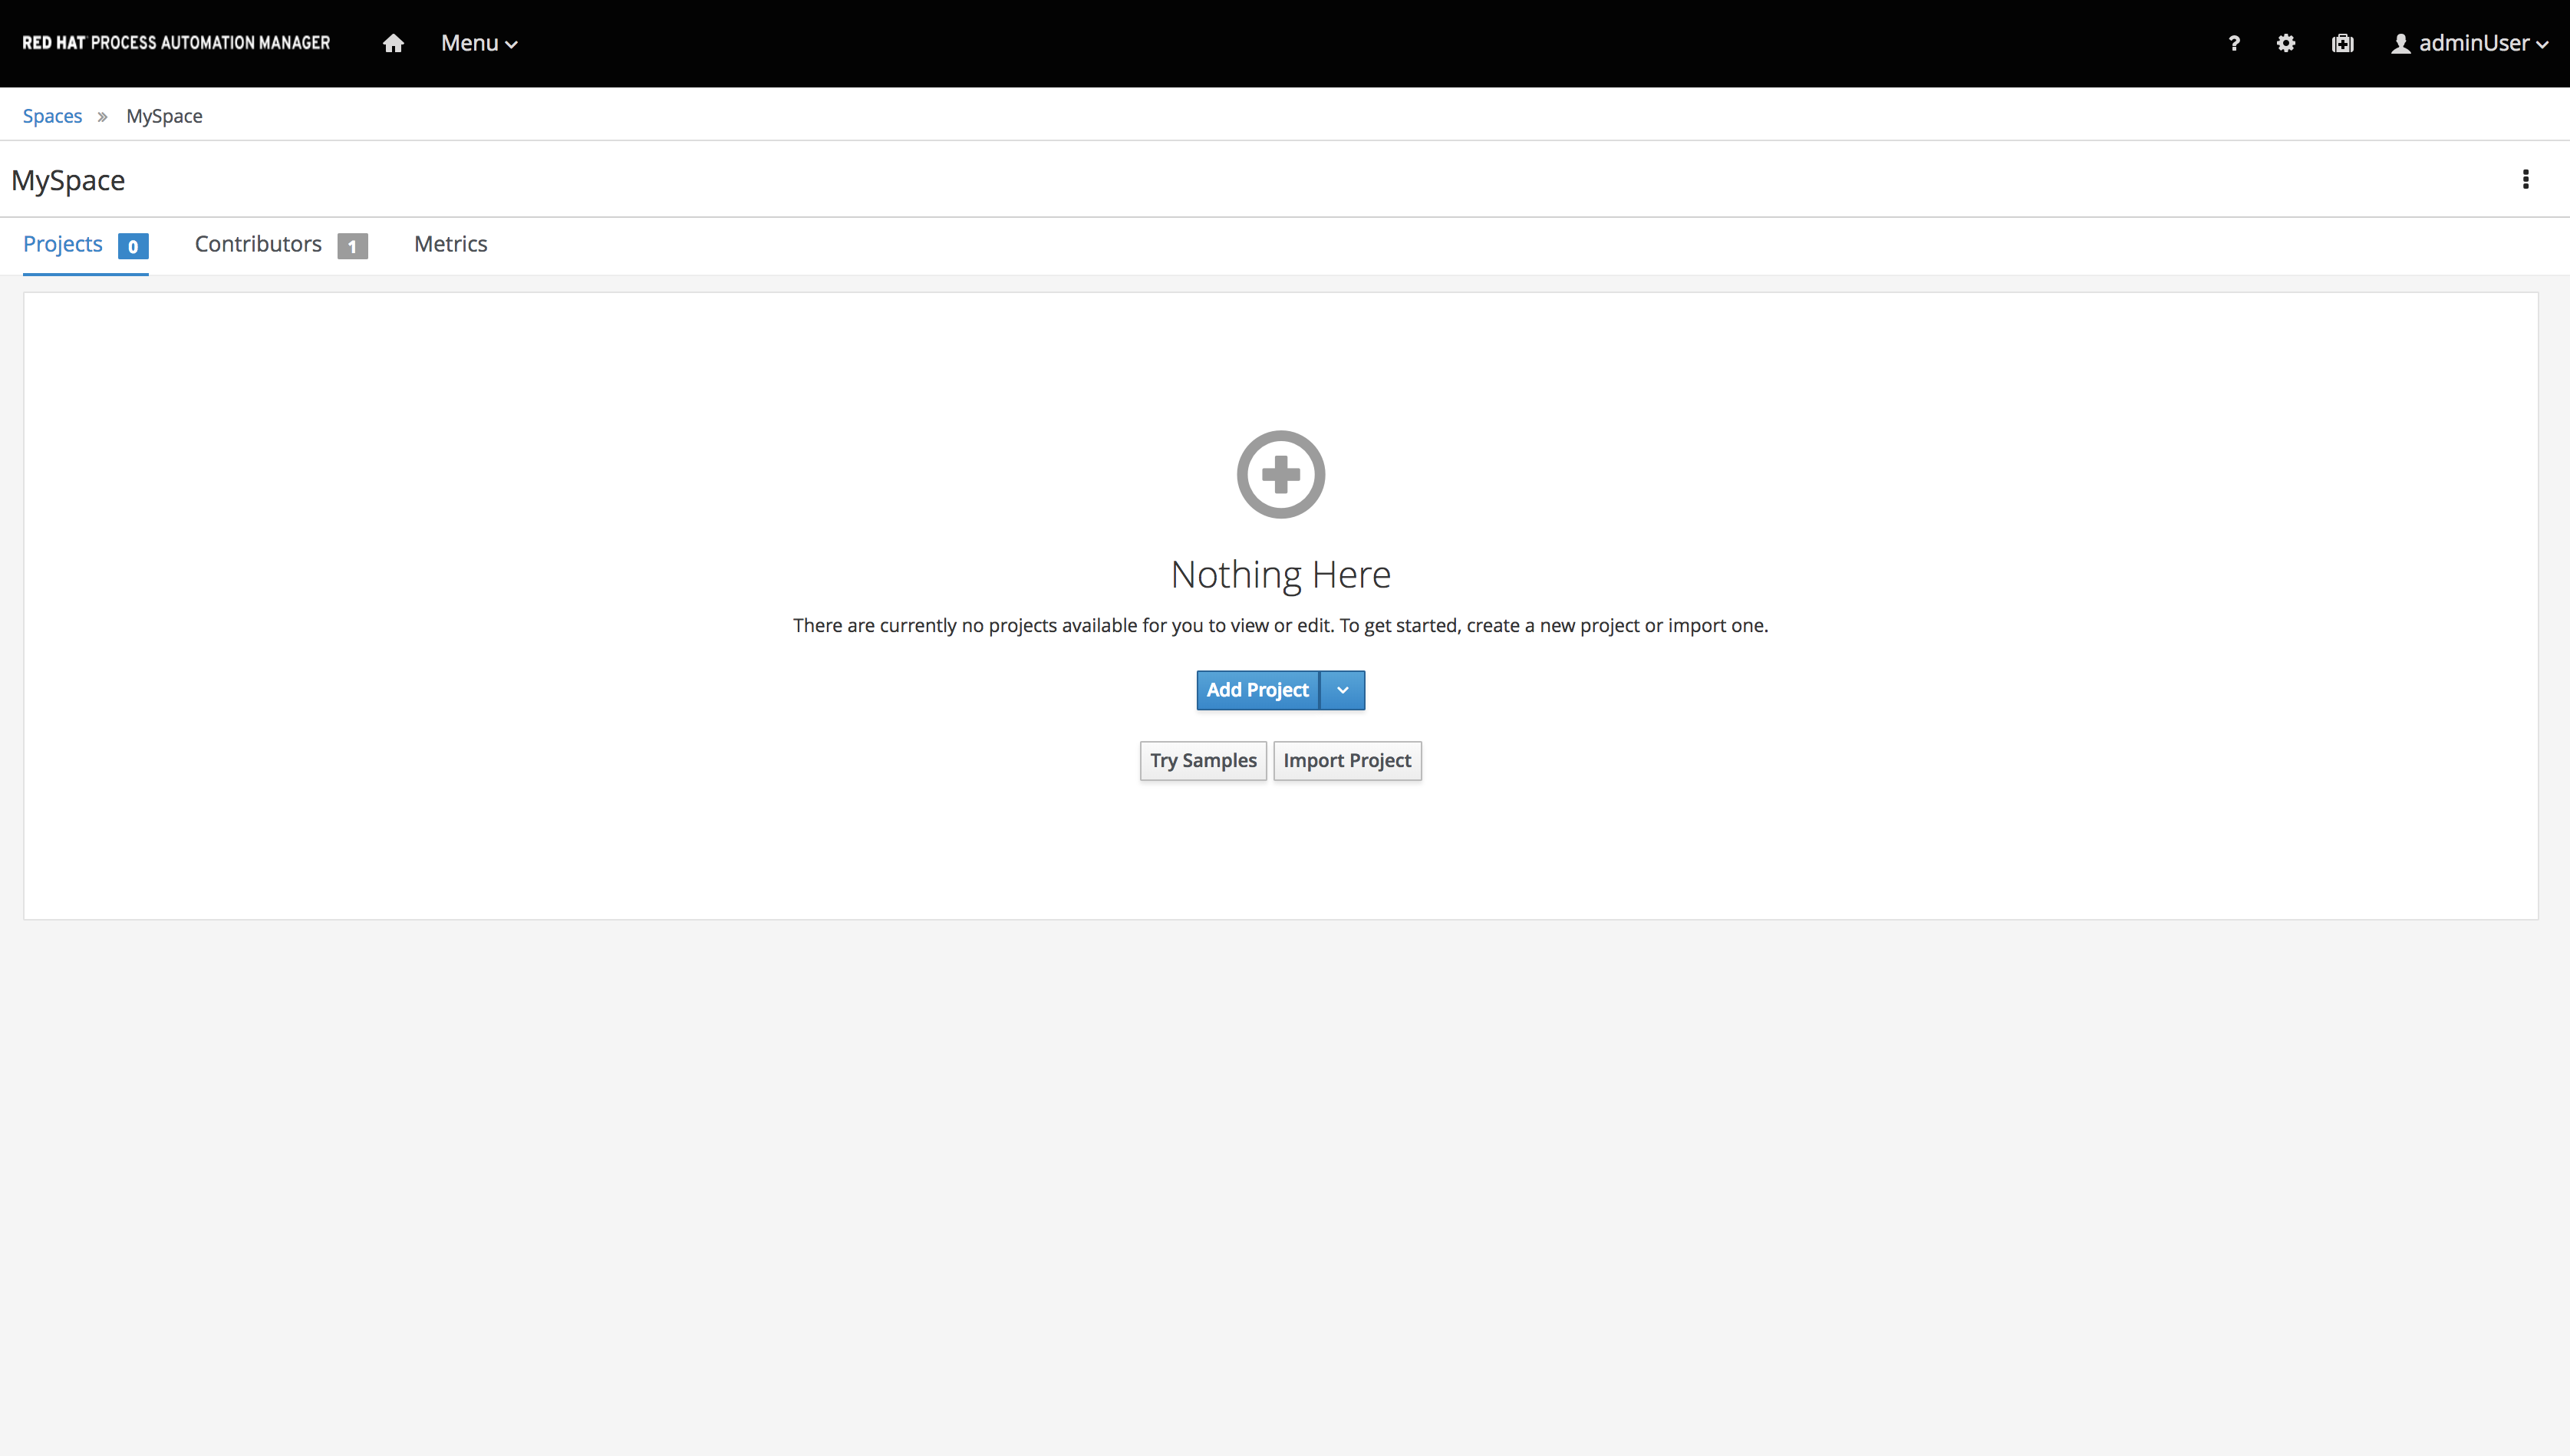 RED HAT PROCESS AUTOMATION MANAGER Menu ? adminUser
Spaces » MySpace
MySpace
Projects 0 Contributors 1 Metrics
Nothing Here
There are currently no projects available for you to view or edit. To get started, create a new project or import one.
Add Project
Try Samples Import Project